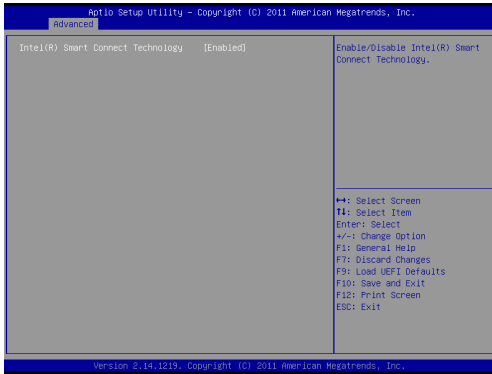 Aptio Setup Utility – Copyright (C) 2011 American Megatrends, Inc.
Advanced
Intel(R) Smart Connect Technology [Enabled]
Enable/Disable Intel(R) Smart
Connect Technology.
↔: Select Screen
↑↓: Select Item
Enter: Select
+/-: Change Option
F1: General Help
F7: Discard Changes
F9: Load UEFI Defaults
F10: Save and Exit
F12: Print Screen
ESC: Exit
Version 2.14.1219. Copyright (C) 2011 American Megatrends, Inc.